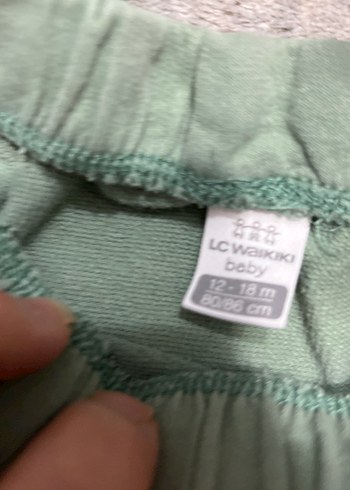 LC WAIKIKI
baby
12 - 18 m
80/86 cm